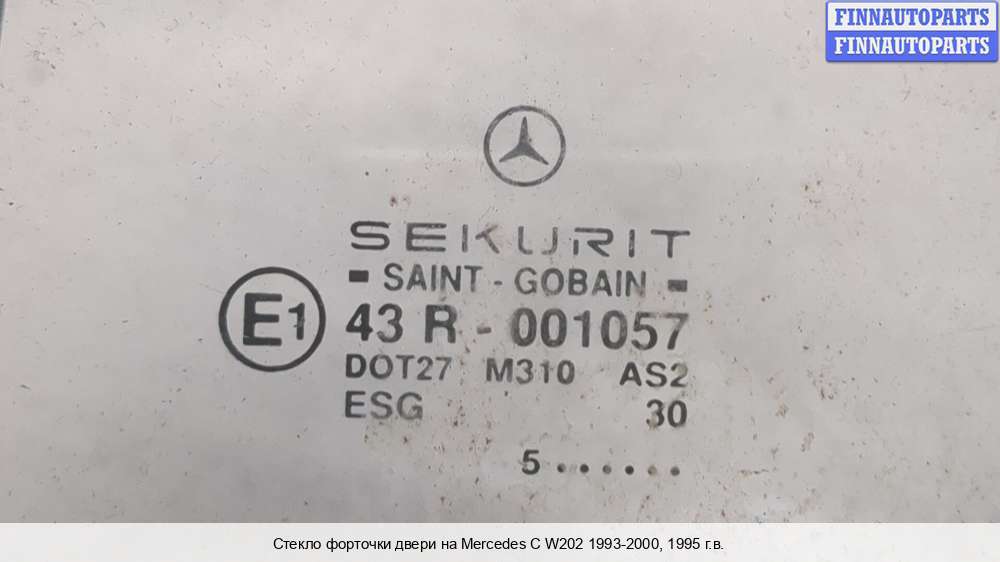 FINNAUTOPARTS
FINNAUTOPARTS
SEKURIT
- SAINT - GOBAIN -
E1 43 R - 001057
DOT27 M310 AS2
ESG 30
5 . . . . . .
Стекло форточки двери на Mercedes C W202 1993-2000, 1995 г.в.